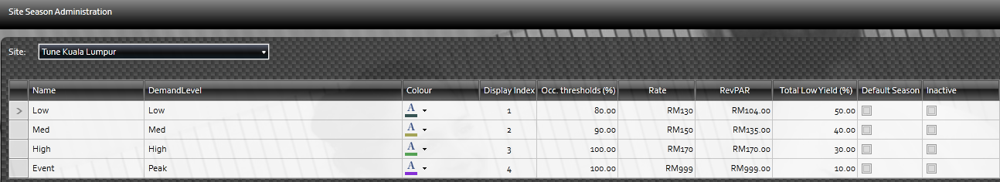 Site Season Administration
Site: Tune Kuala Lumpur
Name DemandLevel Colour Display Index Occ. thresholds (%) Rate RevPAR Total Low Yield (%) Default Season Inactive
Low Low A 1 80.00 RM130 RM104.00 50.00
Med Med A 2 90.00 RM150 RM135.00 40.00
High High A 3 100.00 RM170 RM170.00 30.00
Event Peak A 4 100.00 RM999 RM999.00 10.00